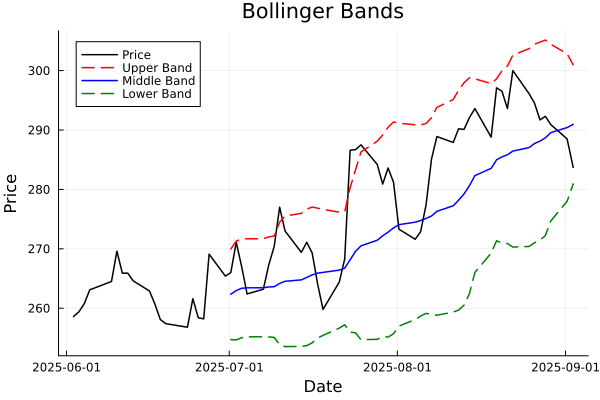 Bollinger Bands
Price
Upper Band
Middle Band
Lower Band
Price
300
290
280
270
260
2025-06-01
2025-07-01
2025-08-01
2025-09-01
Date